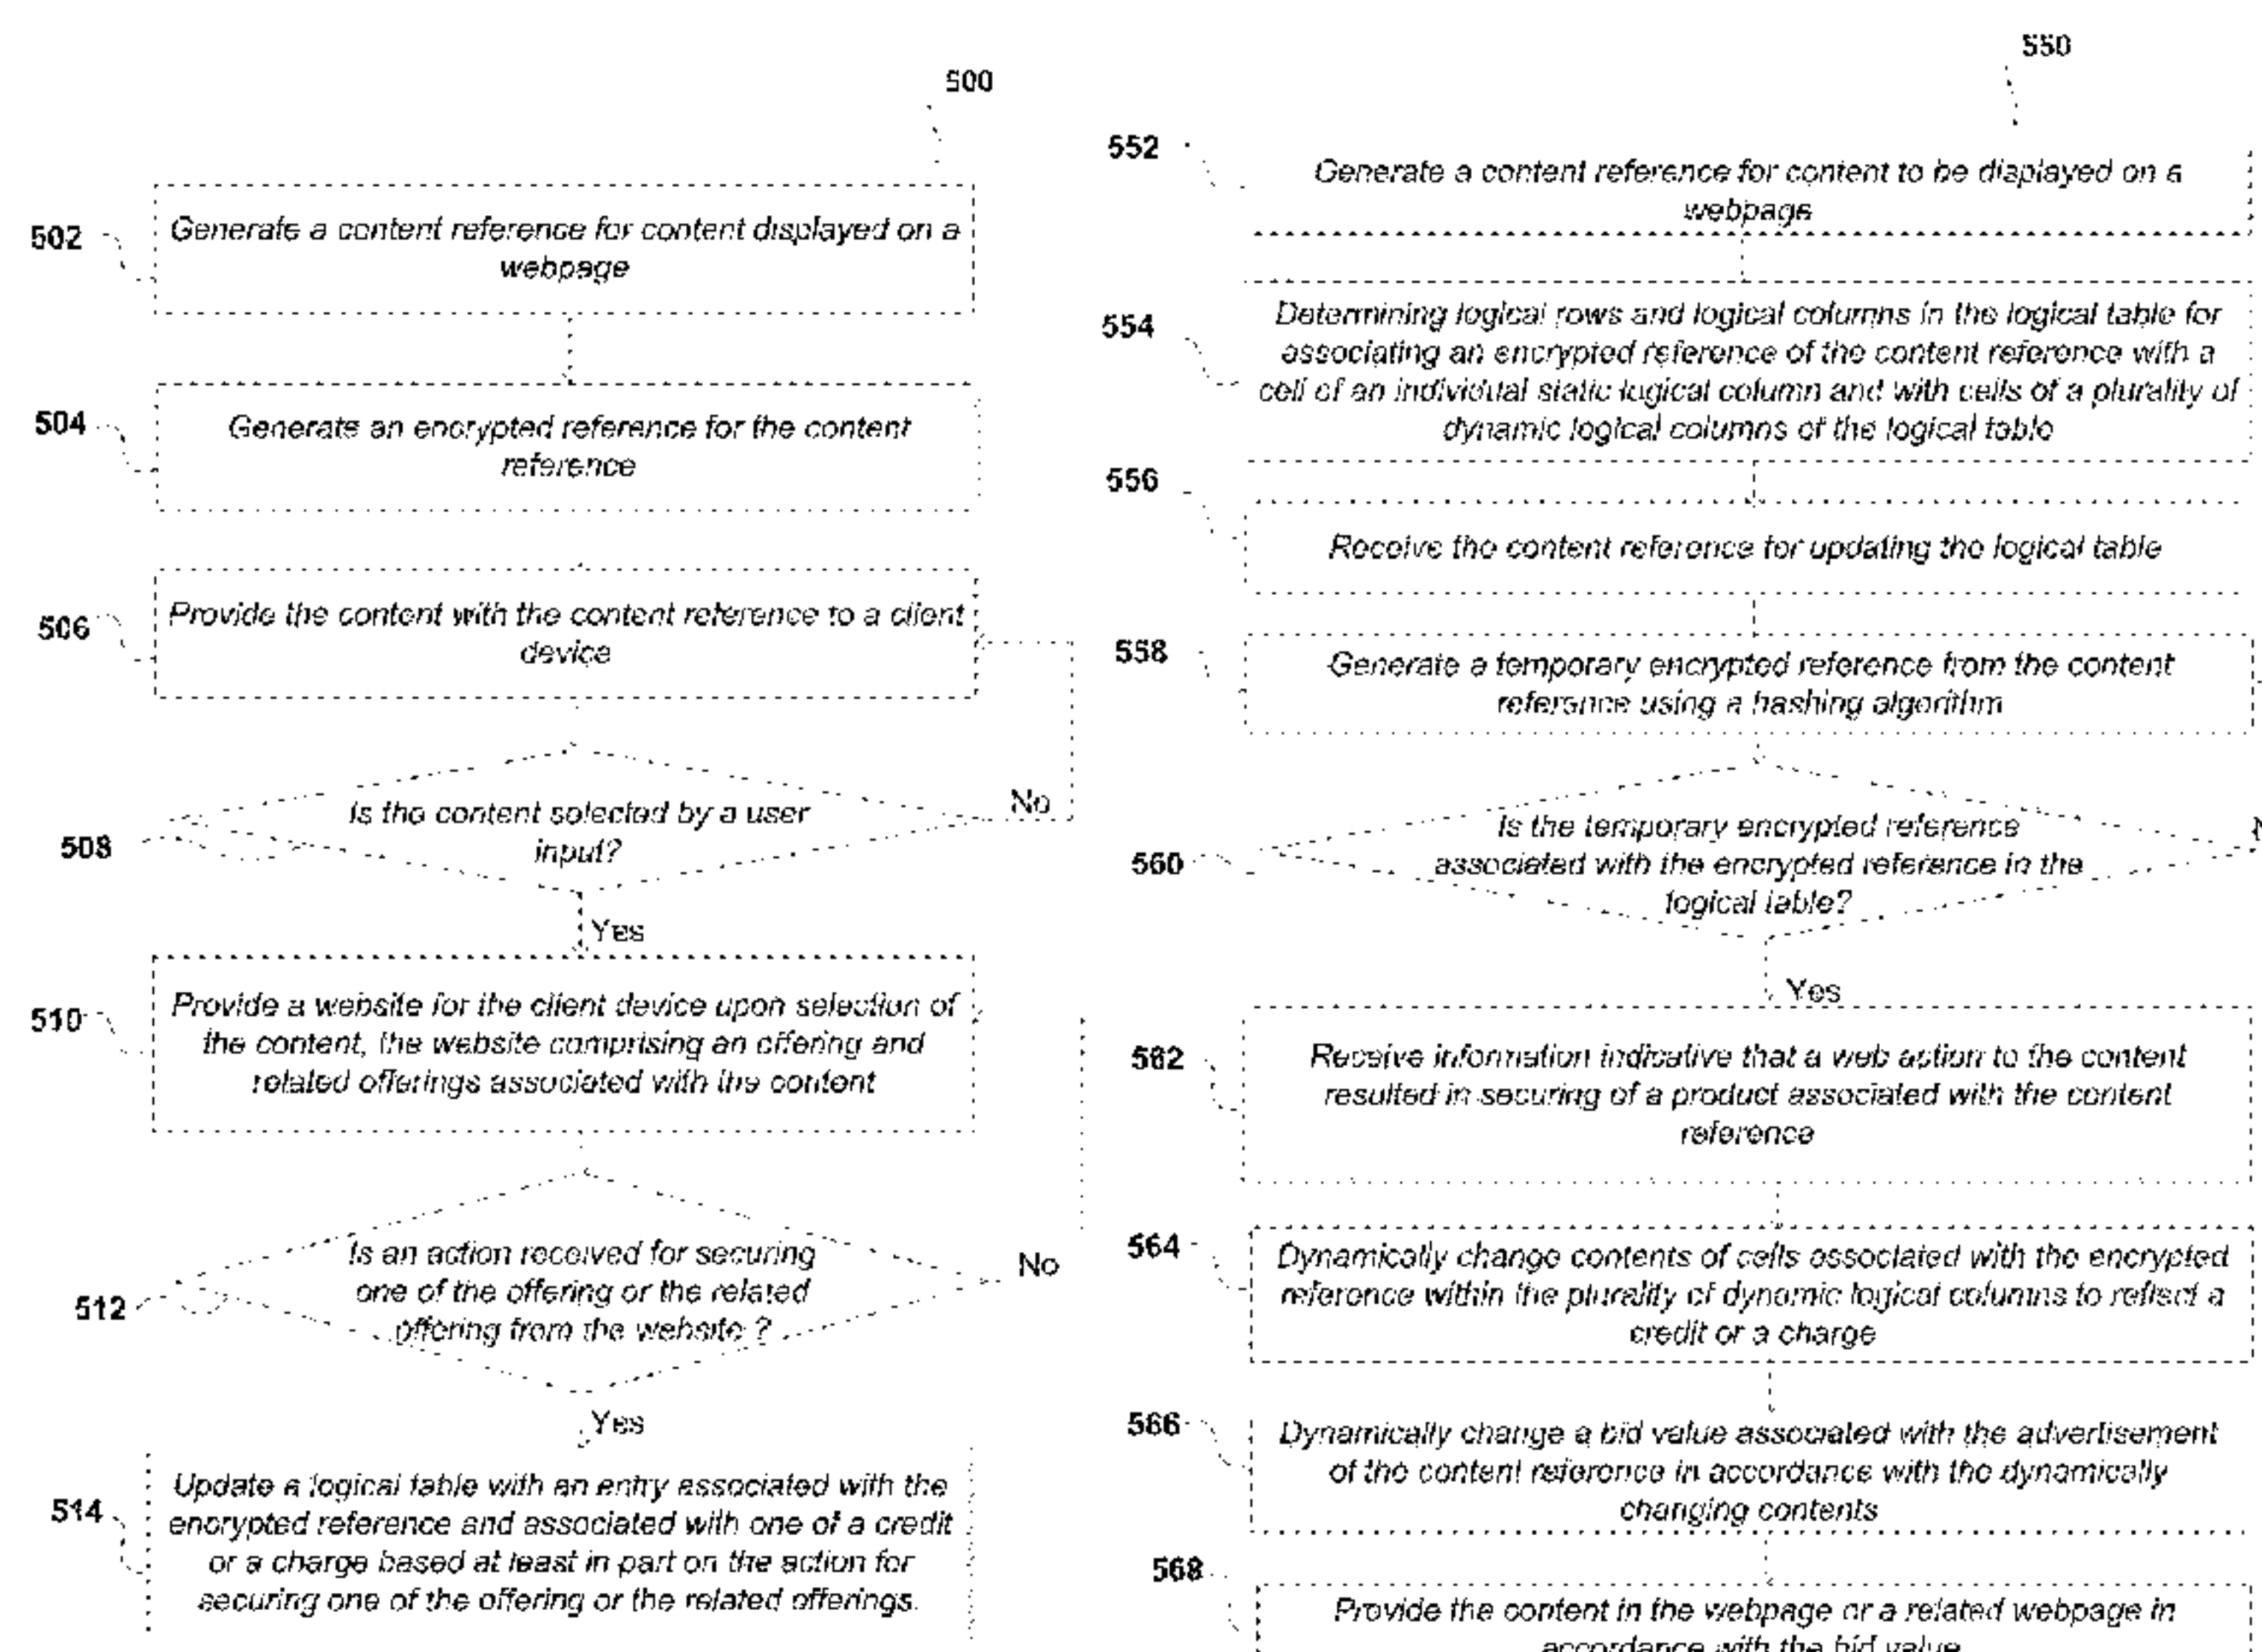 500
502
Generate a content reference for content displayed on a
webpage
504
Generate an encrypted reference for the content
reference
506
Provide the content with the content reference to a client
device
508
Is the content selected by a user
input?
No
Yes
510
Provide a website for the client device upon selection of
the content, the website comprising an offering and
related offerings associated with the content
512
Is an action received for securing
one of the offering or the related
offering from the website ?
No
Yes
514
Update a logical table with an entry associated with the
encrypted reference and associated with one of a credit
or a charge based at least in part on the action for
securing one of the offering or the related offerings.
550
552
Generate a content reference for content to be displayed on a
webpage
554
Determining logical rows and logical columns in the logical table for
associating an encrypted reference of the content reference with a
cell of an individual static logical column and with cells of a plurality of
dynamic logical columns of the logical table
556
Receive the content reference for updating the logical table
558
Generate a temporary encrypted reference from the content
reference using a hashing algorithm
560
Is the temporary encrypted reference
associated with the encrypted reference in the
logical table?
Yes
562
Receive information indicative that a web action to the content
resulted in securing of a product associated with the content
reference
564
Dynamically change contents of cells associated with the encrypted
reference within the plurality of dynamic logical columns to reflect a
credit or a charge
566
Dynamically change a bid value associated with the advertisement
of the content reference in accordance with the dynamically
changing contents
568
Provide the content in the webpage or a related webpage in
accordance with the bid value